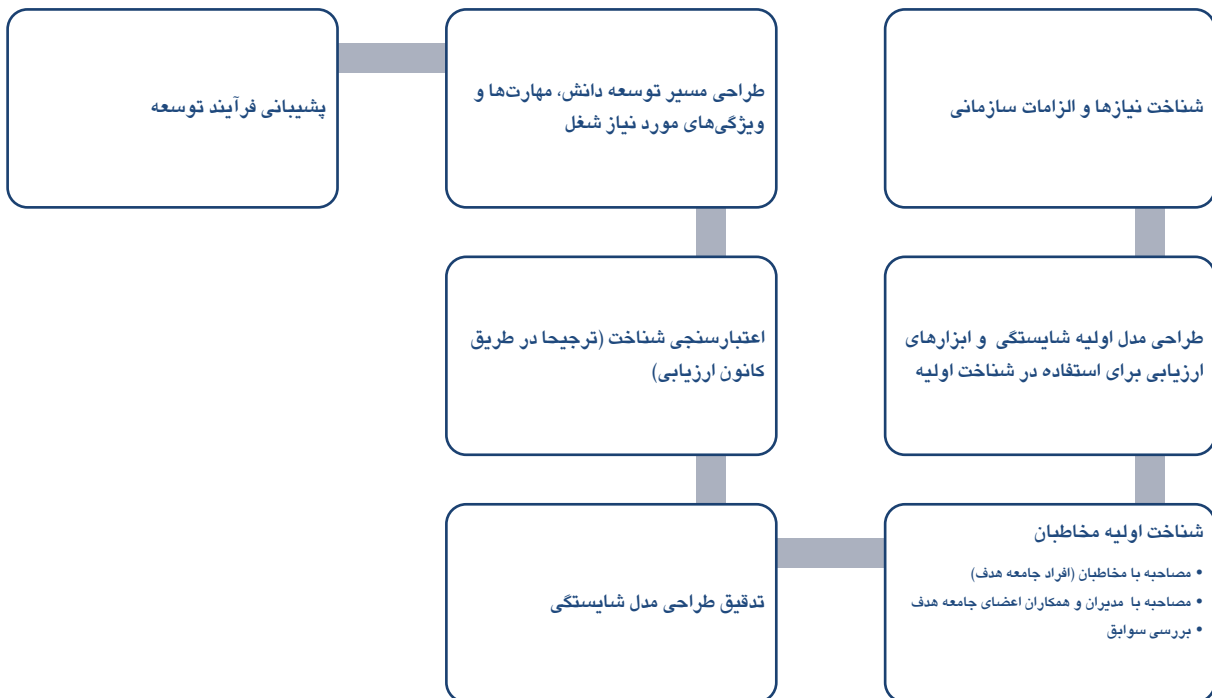 شناخت نیازها و الزامات سازمانی
طراحی مدل اولیه شایستگی و ابزارهای
ارزیابی برای استفاده در شناخت اولیه
شناخت اولیه مخاطبان
• مصاحبه با مخاطبان (افراد جامعه هدف)
• مصاحبه با مدیران و همکاران اعضای جامعه هدف
• بررسی سوابق
تدقیق طراحی مدل شایستگی
اعتبارسنجی شناخت (ترجیحا در طریق
کانون ارزیابی)
طراحی مسیر توسعه دانش، مهارت‌ها و
ویژگی‌های مورد نیاز شغل
پشیبانی فرآیند توسعه